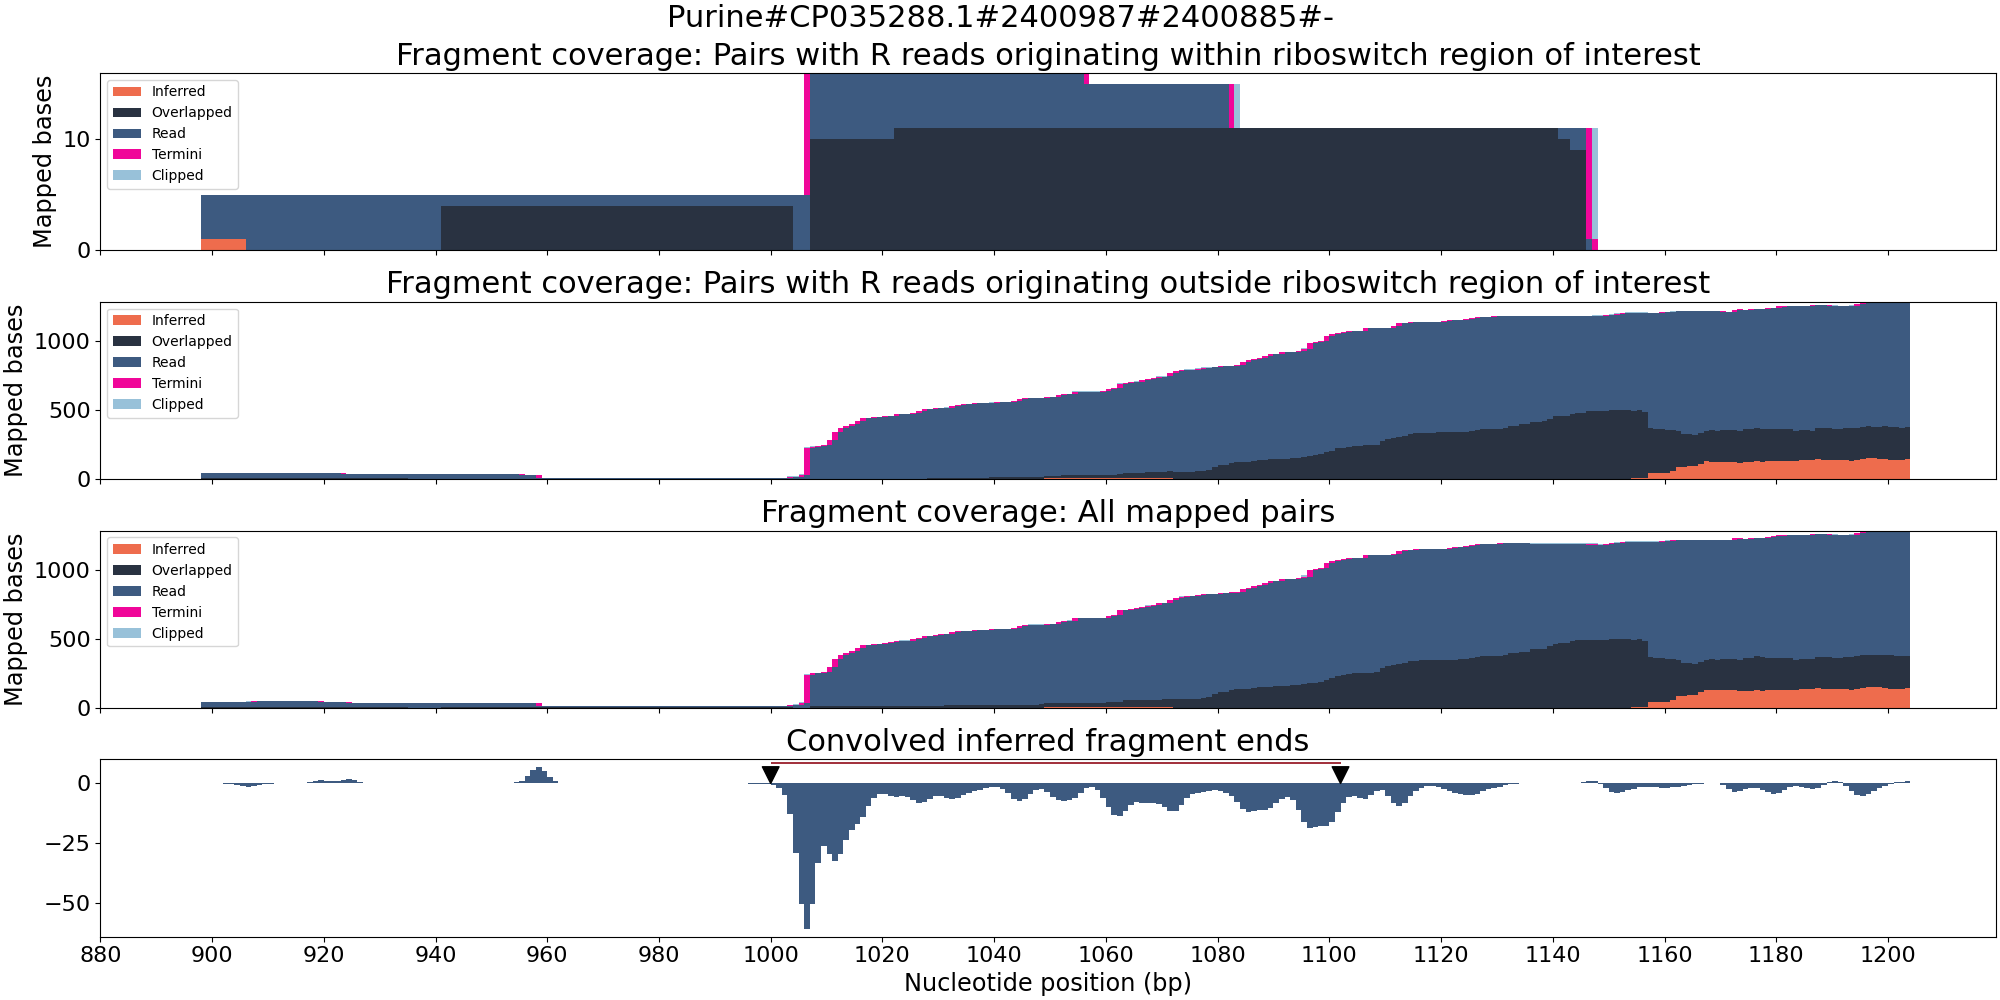 Purine#CP035288.1#2400987#2400885#-
Fragment coverage: Pairs with R reads originating within riboswitch region of interest
Mapped bases
10
0
Inferred
Overlapped
Read
Termini
Clipped
Fragment coverage: Pairs with R reads originating outside riboswitch region of interest
Mapped bases
1000
500
0
Inferred
Overlapped
Read
Termini
Clipped
Fragment coverage: All mapped pairs
Mapped bases
1000
500
0
Inferred
Overlapped
Read
Termini
Clipped
Convolved inferred fragment ends
0
−25
−50
880 900 920 940 960 980 1000 1020 1040 1060 1080 1100 1120 1140 1160 1180 1200
Nucleotide position (bp)